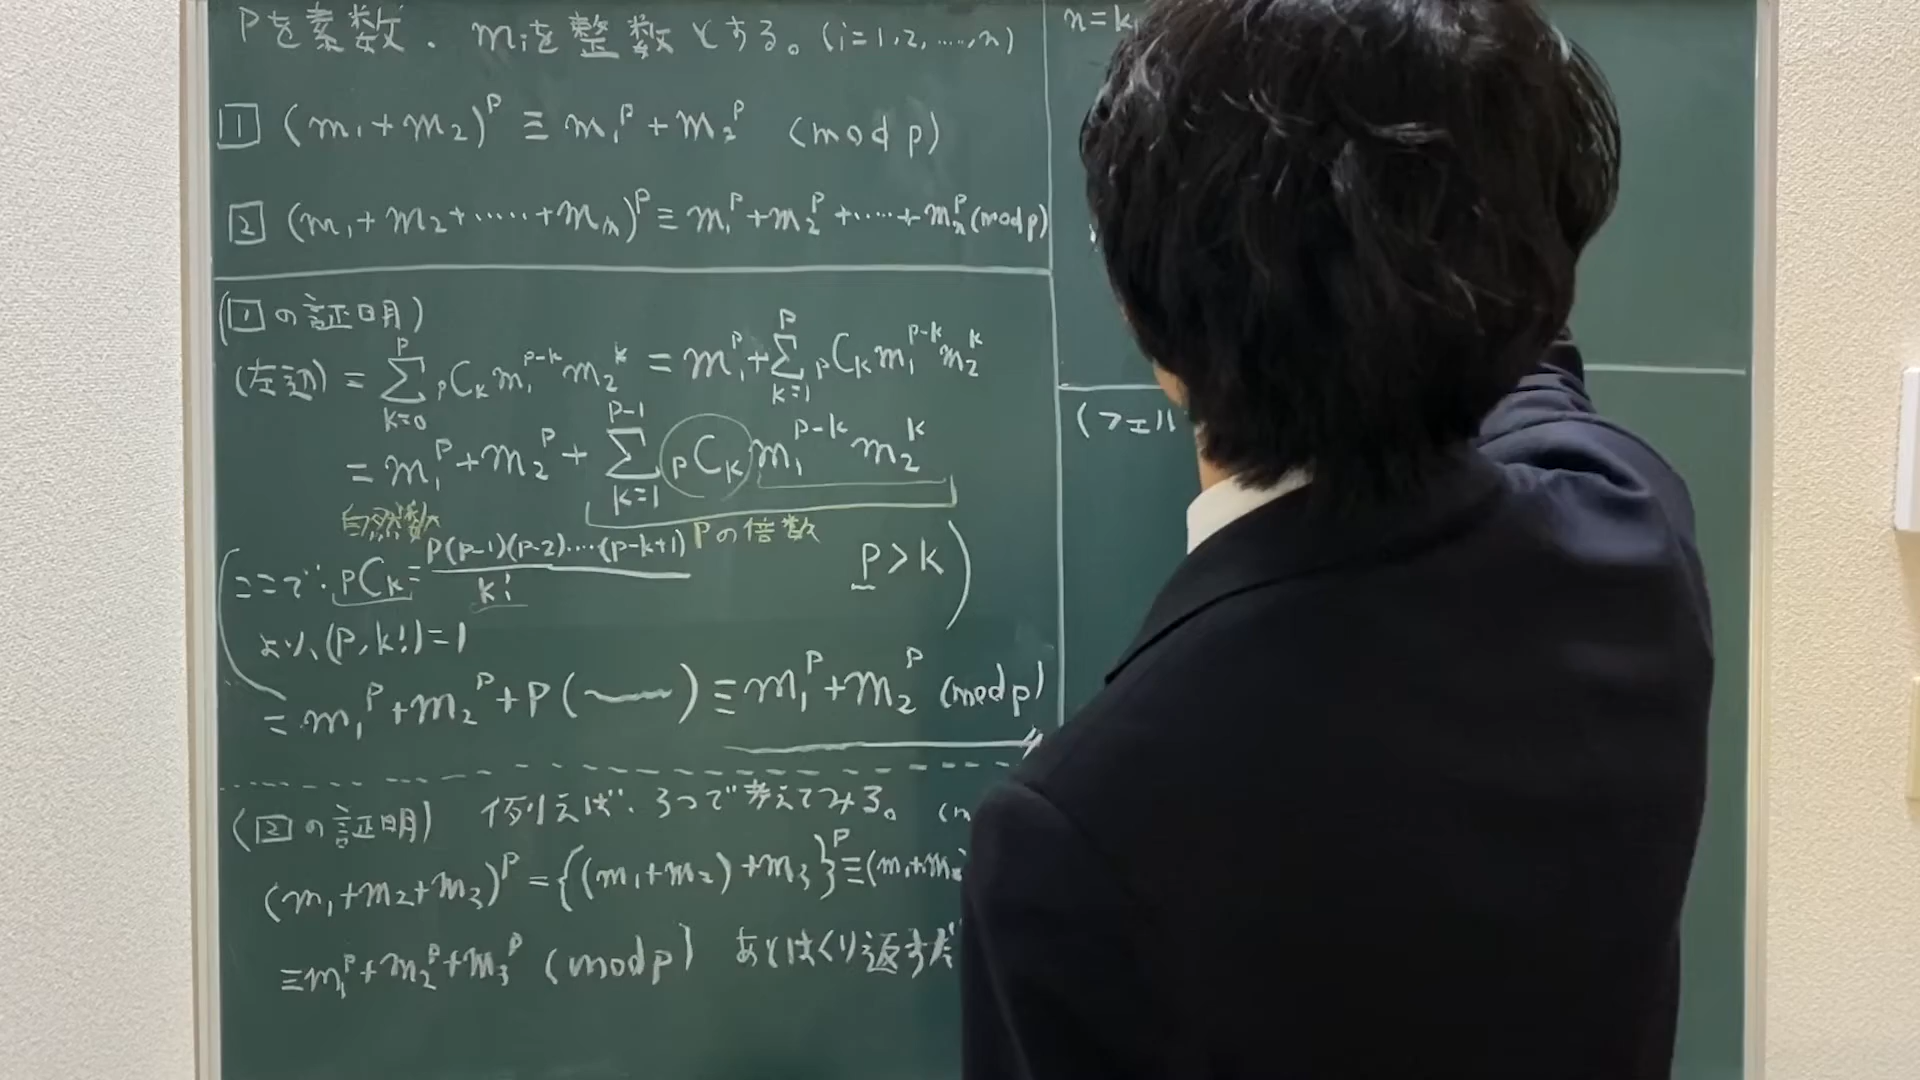 Pを素数、miを整数とする。(i=1,2,……,n)
1 (m₁+m₂)^p ≡ m₁^p+m₂^p (mod p)
2 (m₁+m₂+……+mₙ)^p ≡ m₁^p+m₂^p+……+mₙ^p (mod p)
(1の証明)
(左辺) = Σ_{k=0}^{p} pCk m₁^{p-k} m₂^k = m₁^p+Σ_{k=1}^{p} pCk m₁^{p-k} m₂^k
= m₁^p+m₂^p+Σ_{k=1}^{p-1} pCk m₁^{p-k} m₂^k
自然数
Pの倍数
ここで、pCk=p(p-1)(p-2)……(p-k+1)/k!
p>k
より、(p,k!)=1
= m₁^p+m₂^p+p(〜) ≡ m₁^p+m₂^p (mod p)
(2の証明) 例えば、3つで考えてみる。(n
(m₁+m₂+m₃)^p={(m₁+m₂)+m₃}^p≡(m₁+m₂)
≡m₁^p+m₂^p+m₃^p (mod p) あとはくり返すだ
n=k
(フェル